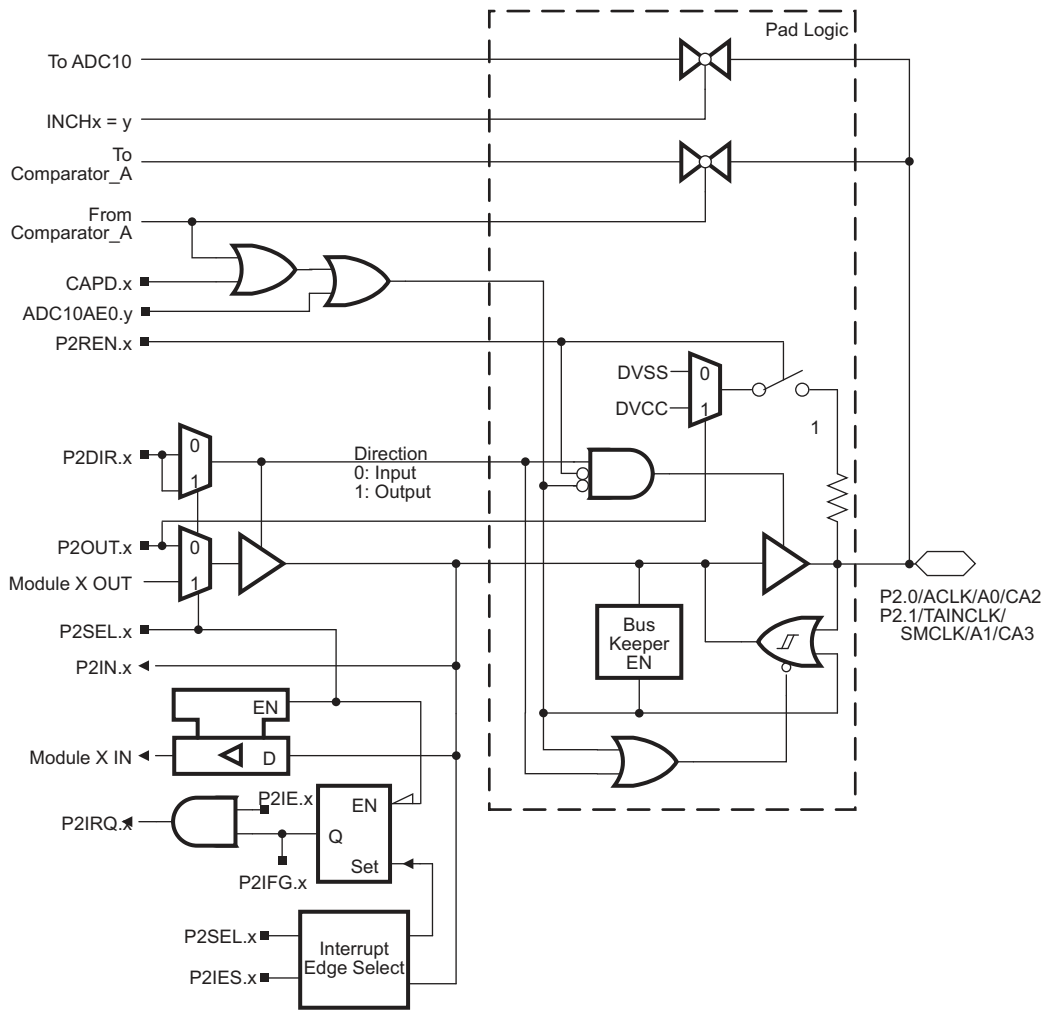 Pad Logic
To ADC10
INCHx = y
To
Comparator_A
From
Comparator_A
CAPD.x
ADC10AE0.y
P2REN.x
DVSS
0
DVCC
1
1
P2DIR.x
0
1
Direction
0: Input
1: Output
P2OUT.x
0
Module X OUT
1
P2SEL.x
P2IN.x
Bus
Keeper
EN
P2.0/ACLK/A0/CA2
P2.1/TAINCLK/
SMCLK/A1/CA3
EN
Module X IN
D
P2IE.x
EN
P2IRQ.x
Q
Set
P2IFG.x
P2SEL.x
P2IES.x
Interrupt
Edge Select